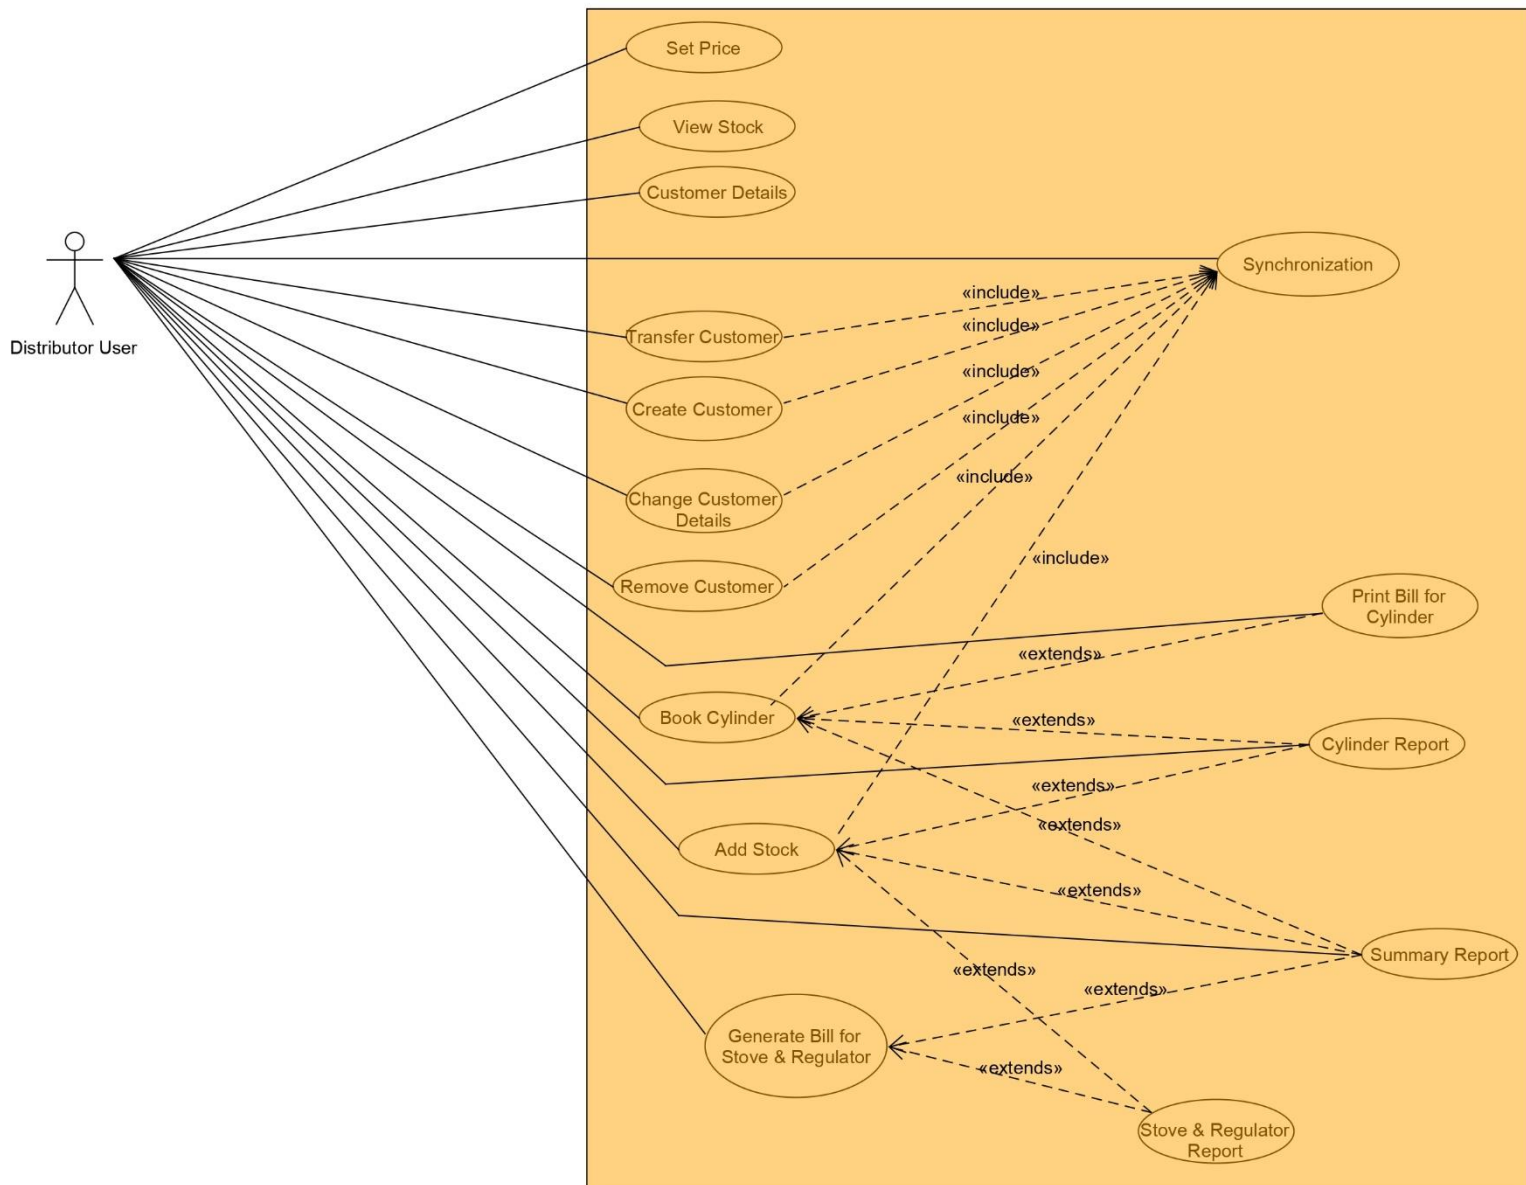 Set Price
View Stock
Customer Details
Synchronization
«include»
Distributor User
Transfer Customer
«include»
«include»
Create Customer
«include»
«include»
Change Customer
Details
«include»
Remove Customer
Print Bill for
Cylinder
«extends»
Book Cylinder
«extends»
Cylinder Report
«extends»
«extends»
Add Stock
«extends»
Summary Report
«extends»
«extends»
Generate Bill for
Stove & Regulator
«extends»
Stove & Regulator
Report